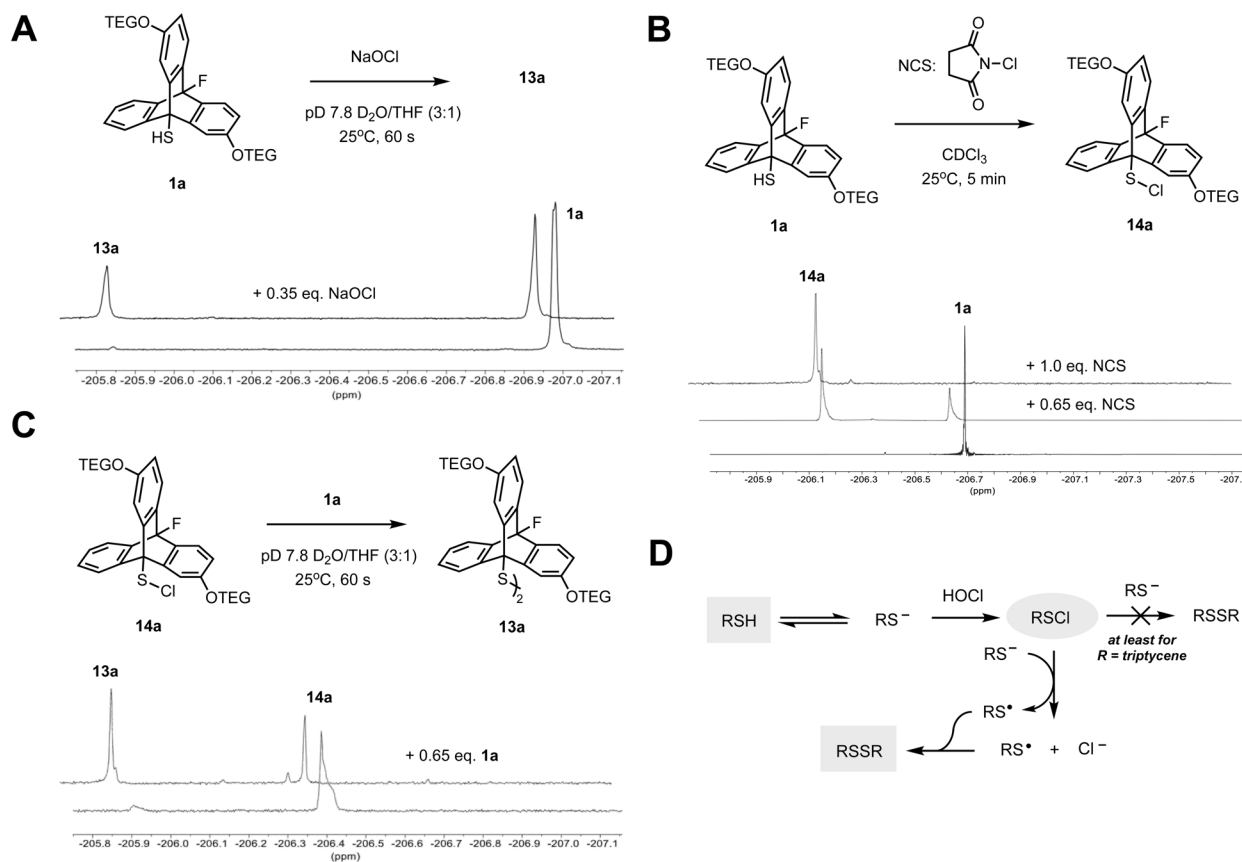 A
TEGO
F
HS
OTEG
1a
NaOCl
pD 7.8 D₂O/THF (3:1)
25°C, 60 s
13a
13a
1a
+ 0.35 eq. NaOCl
-205.8 -205.9 -206.0 -206.1 -206.2 -206.3 -206.4 -206.5 -206.6 -206.7 -206.8 -206.9 -207.0 -207.1
(ppm)
B
TEGO
F
HS
OTEG
1a
NCS:
O
N
Cl
O
CDCl₃
25°C, 5 min
TEGO
F
S
Cl
OTEG
14a
14a
1a
+ 1.0 eq. NCS
+ 0.65 eq. NCS
-205.9 -206.1 -206.3 -206.5 -206.7 -206.9 -207.1 -207.3 -207.5
(ppm)
C
TEGO
F
S
Cl
OTEG
14a
1a
pD 7.8 D₂O/THF (3:1)
25°C, 60 s
TEGO
F
S
2
OTEG
13a
13a
14a
+ 0.65 eq. 1a
-205.8 -205.9 -206.0 -206.1 -206.2 -206.3 -206.4 -206.5 -206.6 -206.7 -206.8 -206.9 -207.0 -207.1
(ppm)
D
RSH
RS⁻
HOCl
RSCl
RS⁻
RSSR
at least for
R = triptycene
RS⁻
RS•
RSSR
RS• + Cl⁻